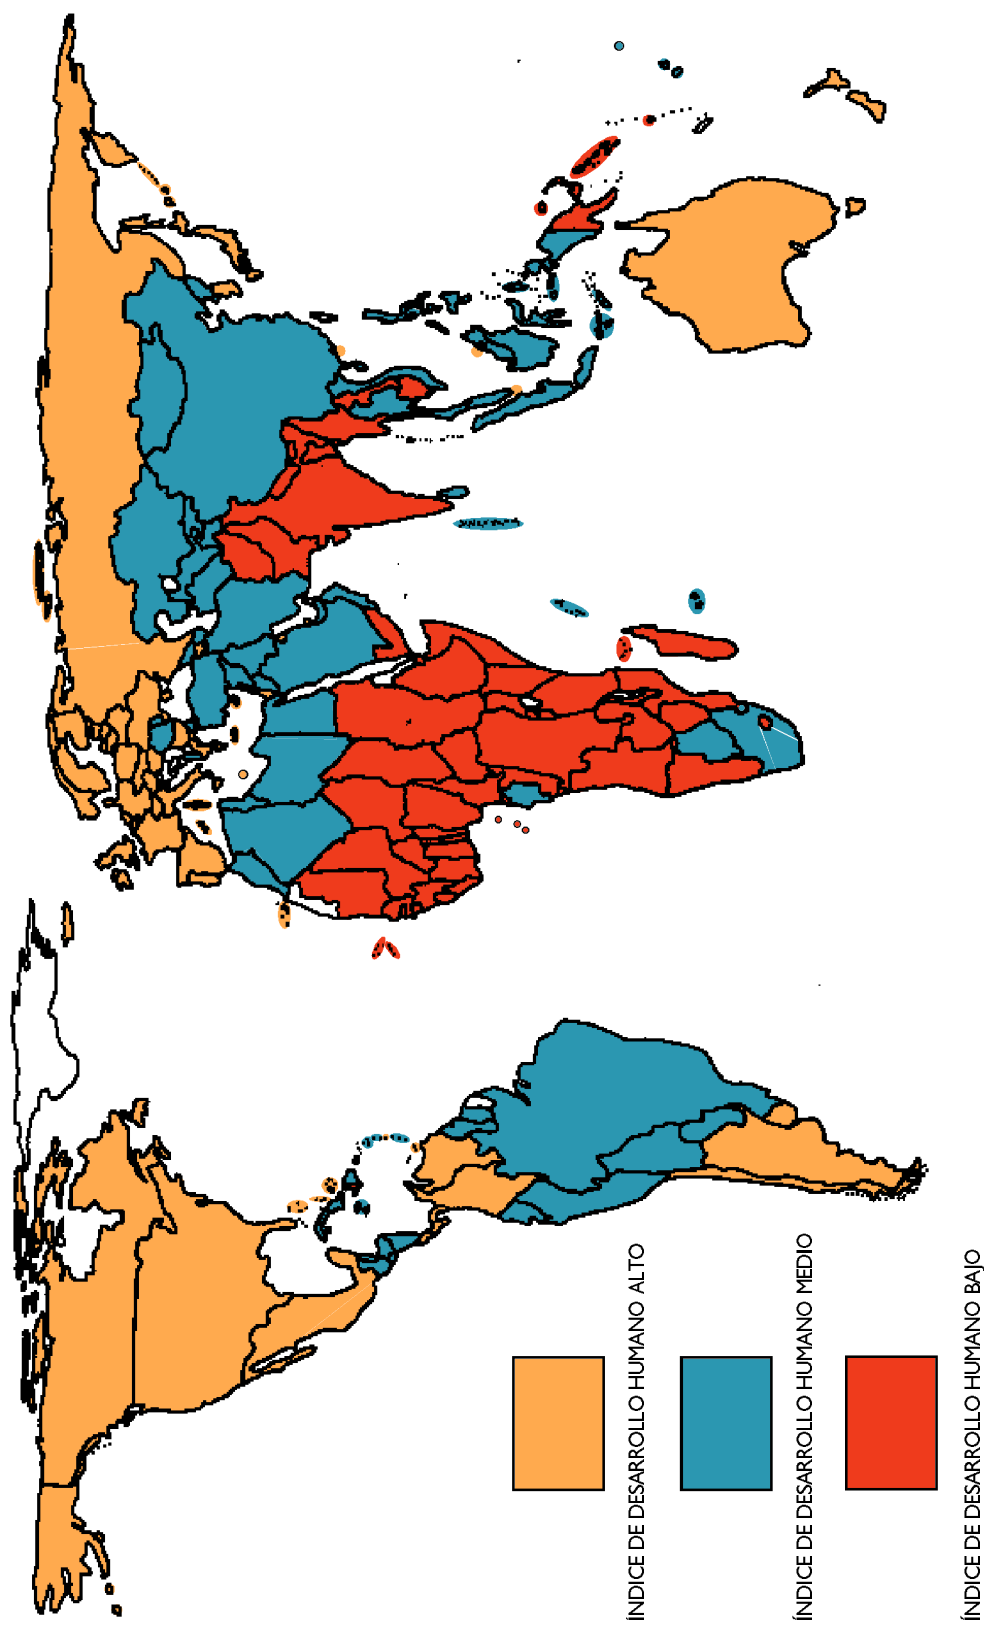 ÍNDICE DE DESARROLLO HUMANO ALTO
ÍNDICE DE DESARROLLO HUMANO MEDIO
ÍNDICE DE DESARROLLO HUMANO BAJO